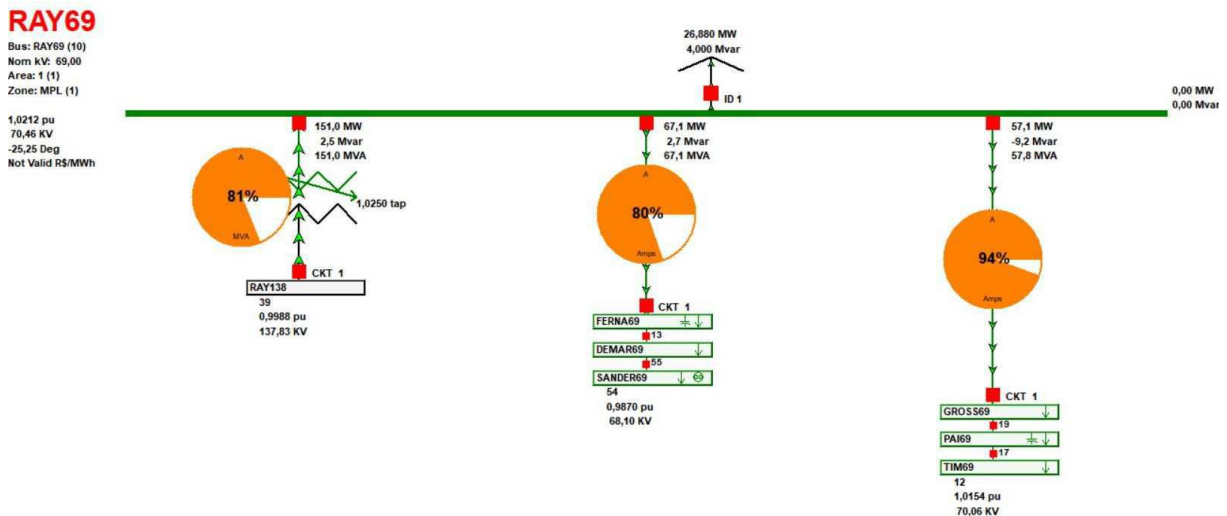 RAY69
Bus: RAY69 (10)
Nom kV: 69,00
Area: 1 (1)
Zone: MPL (1)
1,0212 pu
70,46 KV
-25,25 Deg
Not Valid R$/MWh
26,880 MW
4,000 Mvar
ID 1
0,00 MW
0,00 Mvar
151,0 MW
2,5 Mvar
151,0 MVA
A
81%
MVA
1,0250 tap
CKT 1
RAY138
39
0,9988 pu
137,83 KV
67,1 MW
2,7 Mvar
67,1 MVA
A
80%
Amps
CKT 1
FERNA69
13
DEMAR69
55
SANDER69
54
0,9870 pu
68,10 KV
57,1 MW
-9,2 Mvar
57,8 MVA
A
94%
Amps
CKT 1
GROSS69
19
PAI69
17
TIM69
12
1,0154 pu
70,06 KV